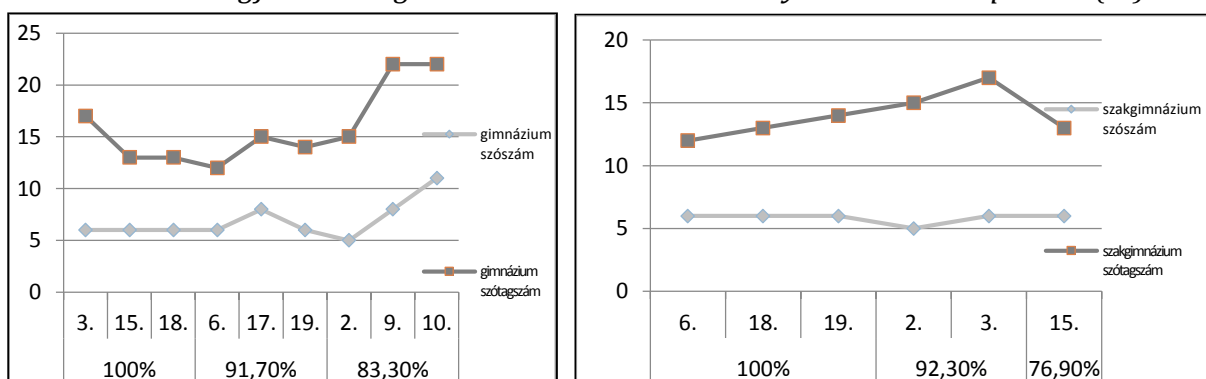 25
20
15
10
5
0
gimnázium
szószám
gimnázium
szótagszám
3. 15. 18. 6. 17. 19. 2. 9. 10.
100% 91,70% 83,30%
20
15
10
5
0
szakgimnázium
szószám
szakgimnázium
szótagszám
6. 18. 19. 2. 3. 15.
100% 92,30% 76,90%